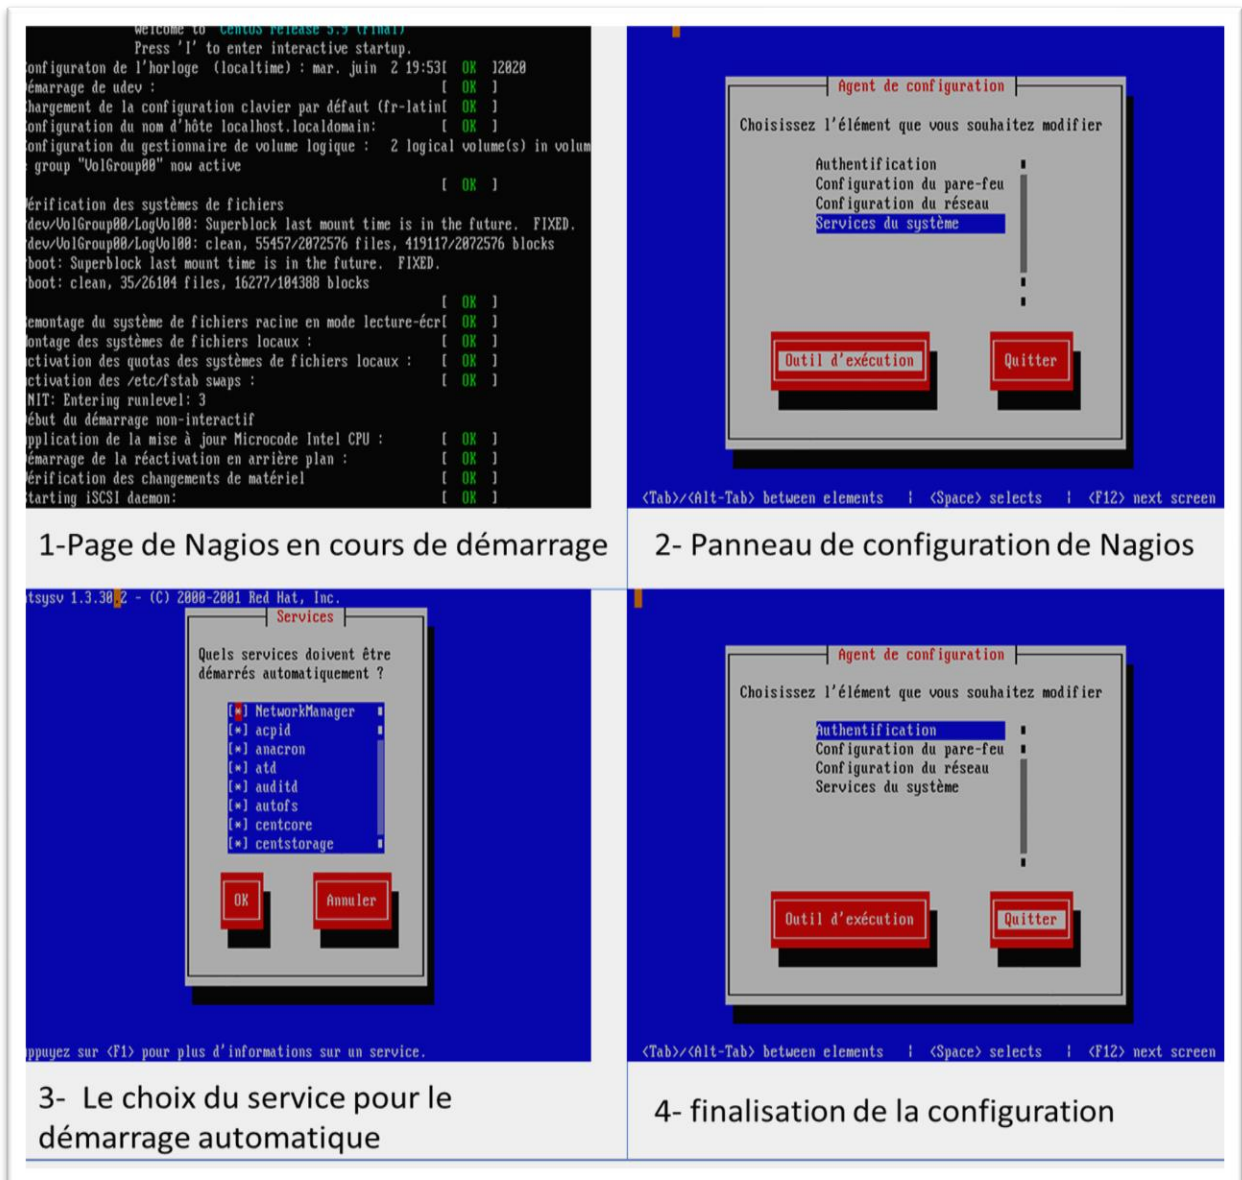 Welcome to CentOS release 5.9 (Final)
Press 'I' to enter interactive startup.
onfiguraton de l'horloge (localtime) : mar. juin 2 19:53[ OK ]2020
émarrage de udev : [ OK ]
hargement de la configuration clavier par défaut (fr-latin[ OK ]
onfiguration du nom d'hôte localhost.localdomain: [ OK ]
onfiguration du gestionnaire de volume logique : 2 logical volume(s) in volum
group "VolGroup00" now active
[ OK ]
érification des systèmes de fichiers
dev/VolGroup00/LogVol00: Superblock last mount time is in the future. FIXED.
dev/VolGroup00/LogVol00: clean, 55457/2072576 files, 419117/2072576 blocks
boot: Superblock last mount time is in the future. FIXED.
boot: clean, 35/26104 files, 16277/104388 blocks
[ OK ]
emontage du système de fichiers racine en mode lecture-écr[ OK ]
ontage des systèmes de fichiers locaux : [ OK ]
ctivation des quotas des systèmes de fichiers locaux : [ OK ]
ctivation des /etc/fstab swaps : [ OK ]
NIT: Entering runlevel: 3
ébut du démarrage non-interactif
pplication de la mise à jour Microcode Intel CPU : [ OK ]
émarrage de la réactivation en arrière plan : [ OK ]
érification des changements de matériel [ OK ]
tarting iSCSI daemon: [ OK ]
1-Page de Nagios en cours de démarrage
Agent de configuration
Choisissez l'élément que vous souhaitez modifier
Authentification
Configuration du pare-feu
Configuration du réseau
Services du système
Outil d'exécution Quitter
<Tab>/<Alt-Tab> between elements | <Space> selects | <F12> next screen
2- Panneau de configuration de Nagios
tsysv 1.3.30.2 - (C) 2000-2001 Red Hat, Inc.
Services
Quels services doivent être
démarrés automatiquement ?
[*] NetworkManager
[*] acpid
[*] anacron
[*] atd
[*] auditd
[*] autofs
[*] centcore
[*] centstorage
OK Annuler
ppuyez sur <F1> pour plus d'informations sur un service.
3- Le choix du service pour le
démarrage automatique
Agent de configuration
Choisissez l'élément que vous souhaitez modifier
Authentification
Configuration du pare-feu
Configuration du réseau
Services du système
Outil d'exécution Quitter
<Tab>/<Alt-Tab> between elements | <Space> selects | <F12> next screen
4- finalisation de la configuration